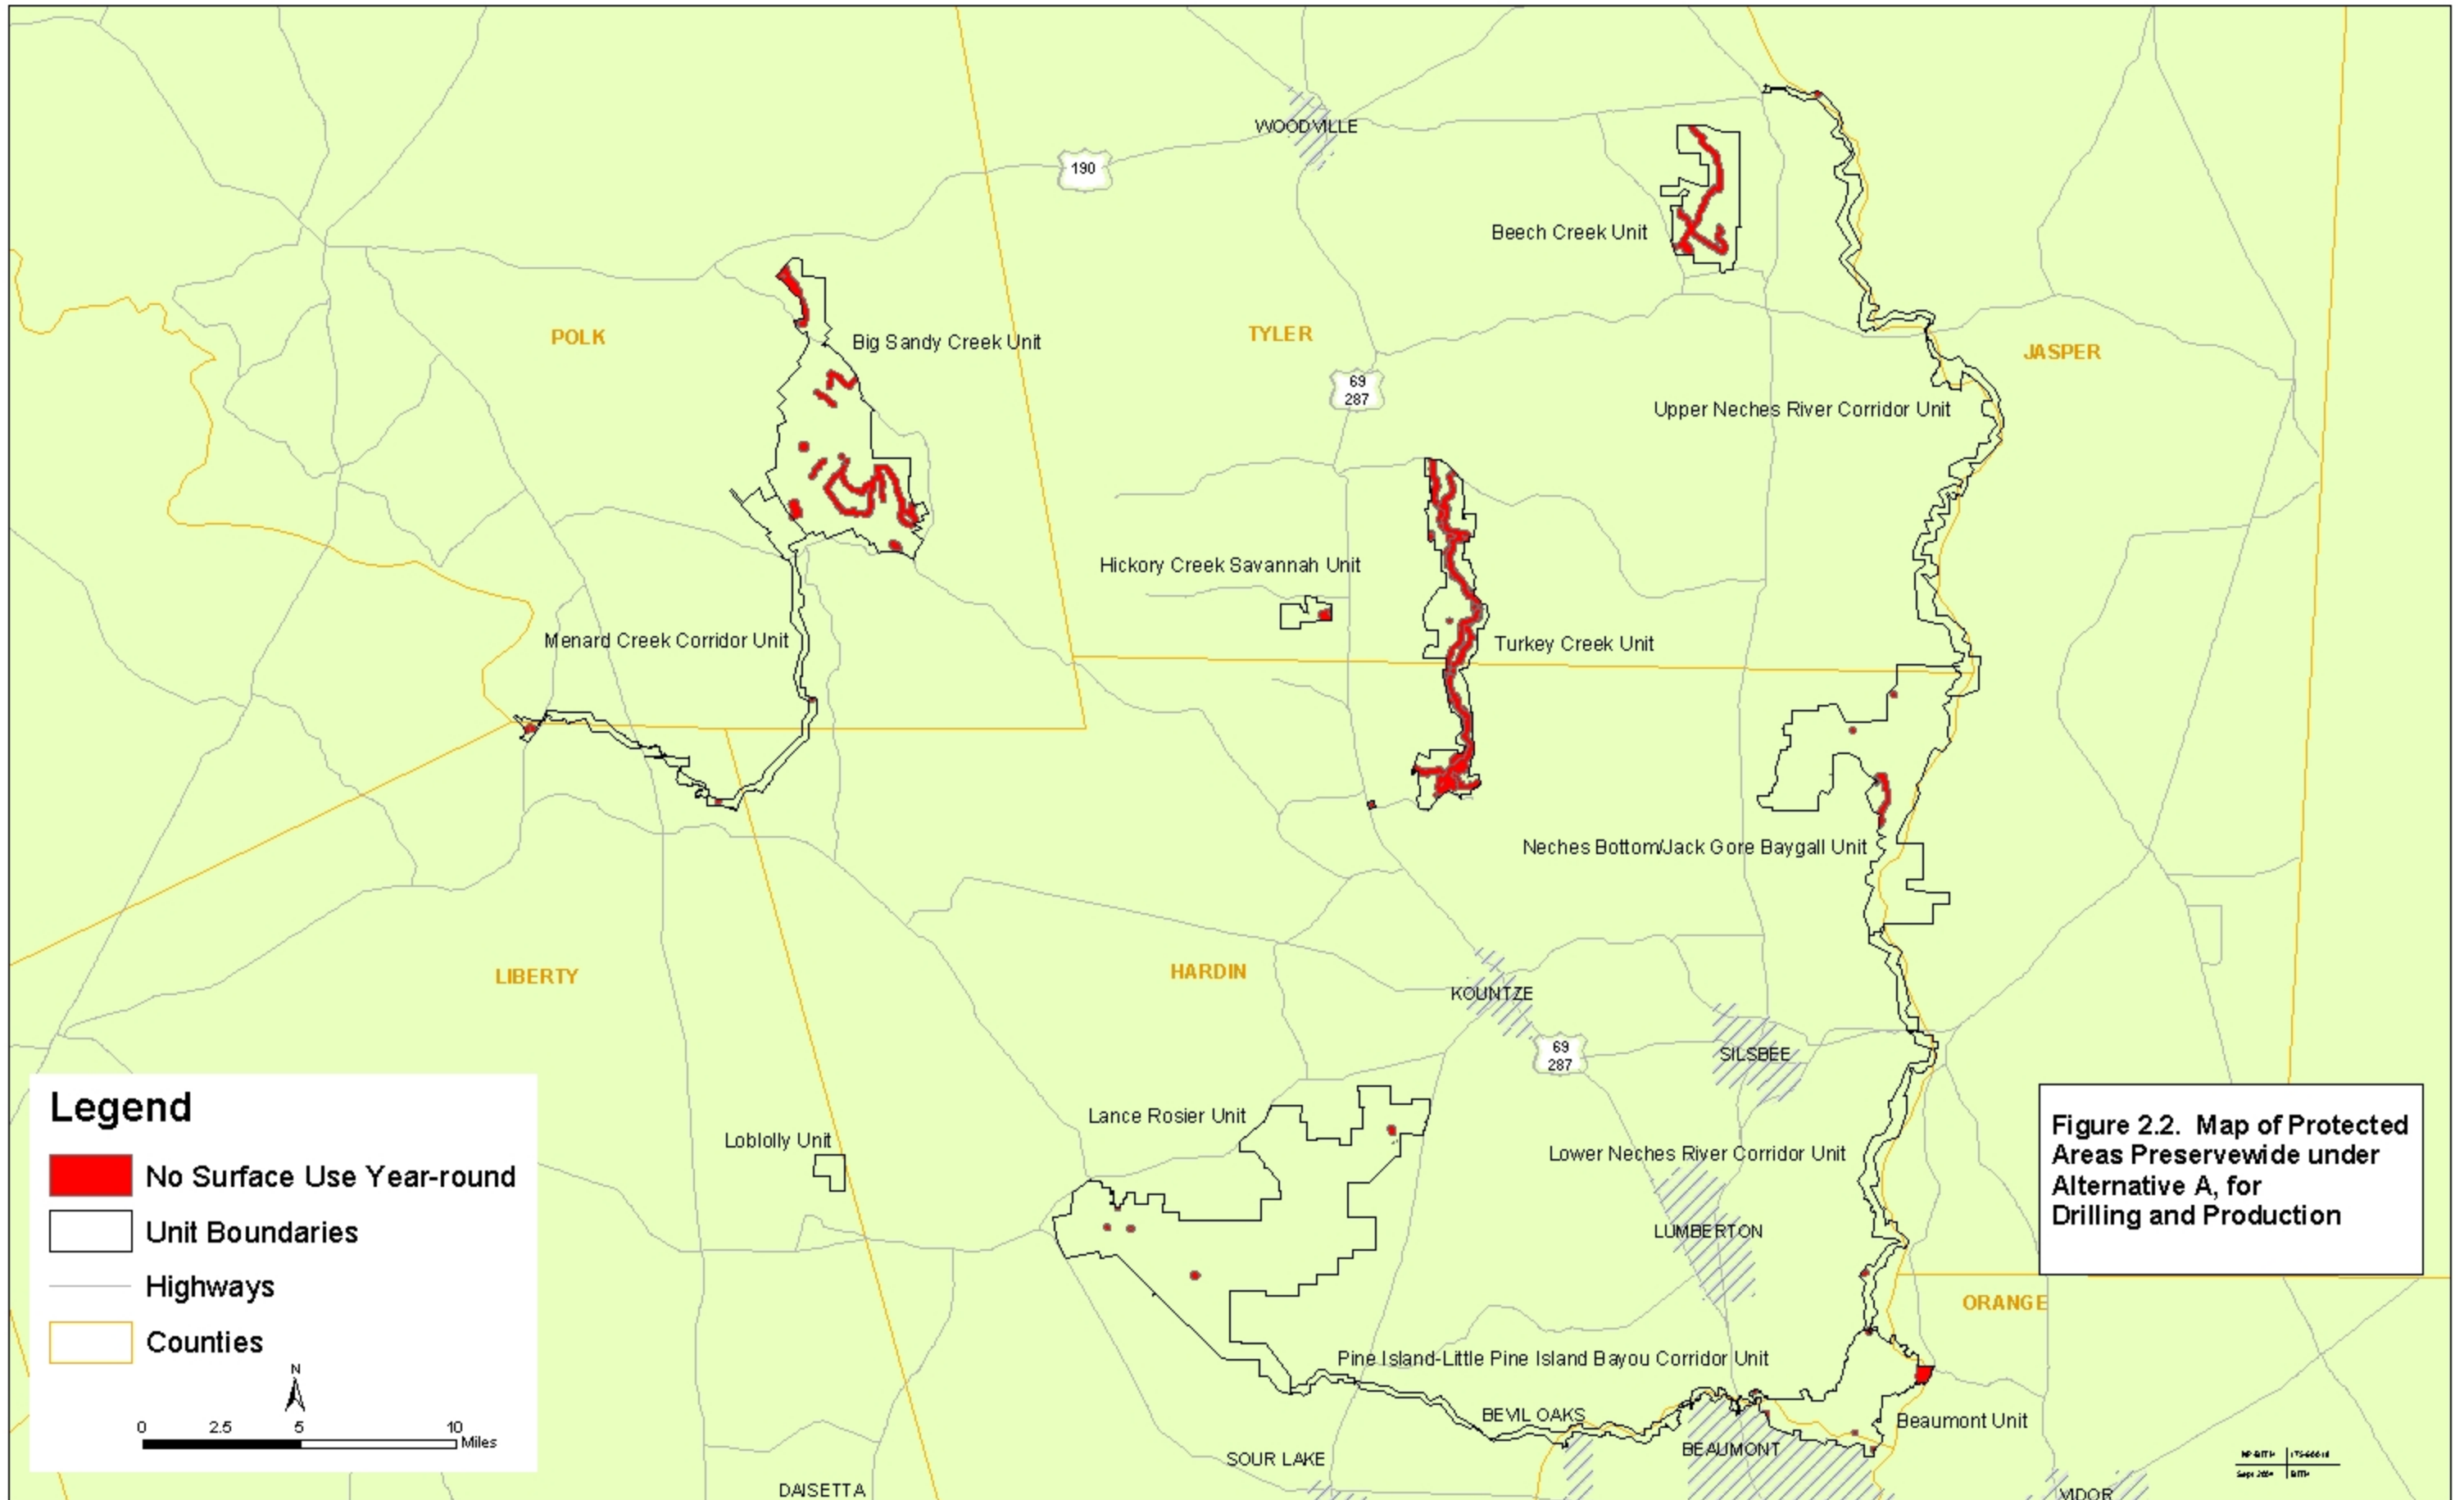 WOODVILLE
190
Beech Creek Unit
POLK
TYLER
JASPER
Big Sandy Creek Unit
69
287
Upper Neches River Corridor Unit
Hickory Creek Savannah Unit
Menard Creek Corridor Unit
Turkey Creek Unit
Neches Bottom/Jack Gore Baygall Unit
LIBERTY
HARDIN
KOUNTZE
69
287
SILSBEE
Lance Rosier Unit
Loblolly Unit
Lower Neches River Corridor Unit
LUMBERTON
ORANGE
Pine Island-Little Pine Island Bayou Corridor Unit
BEVIL OAKS
Beaumont Unit
BEAUMONT
SOUR LAKE
DAISETTA
VIDOR
Legend
No Surface Use Year-round
Unit Boundaries
Highways
Counties
N
0 2.5 5 10
Miles
Figure 2.2. Map of Protected
Areas Preservewide under
Alternative A, for
Drilling and Production